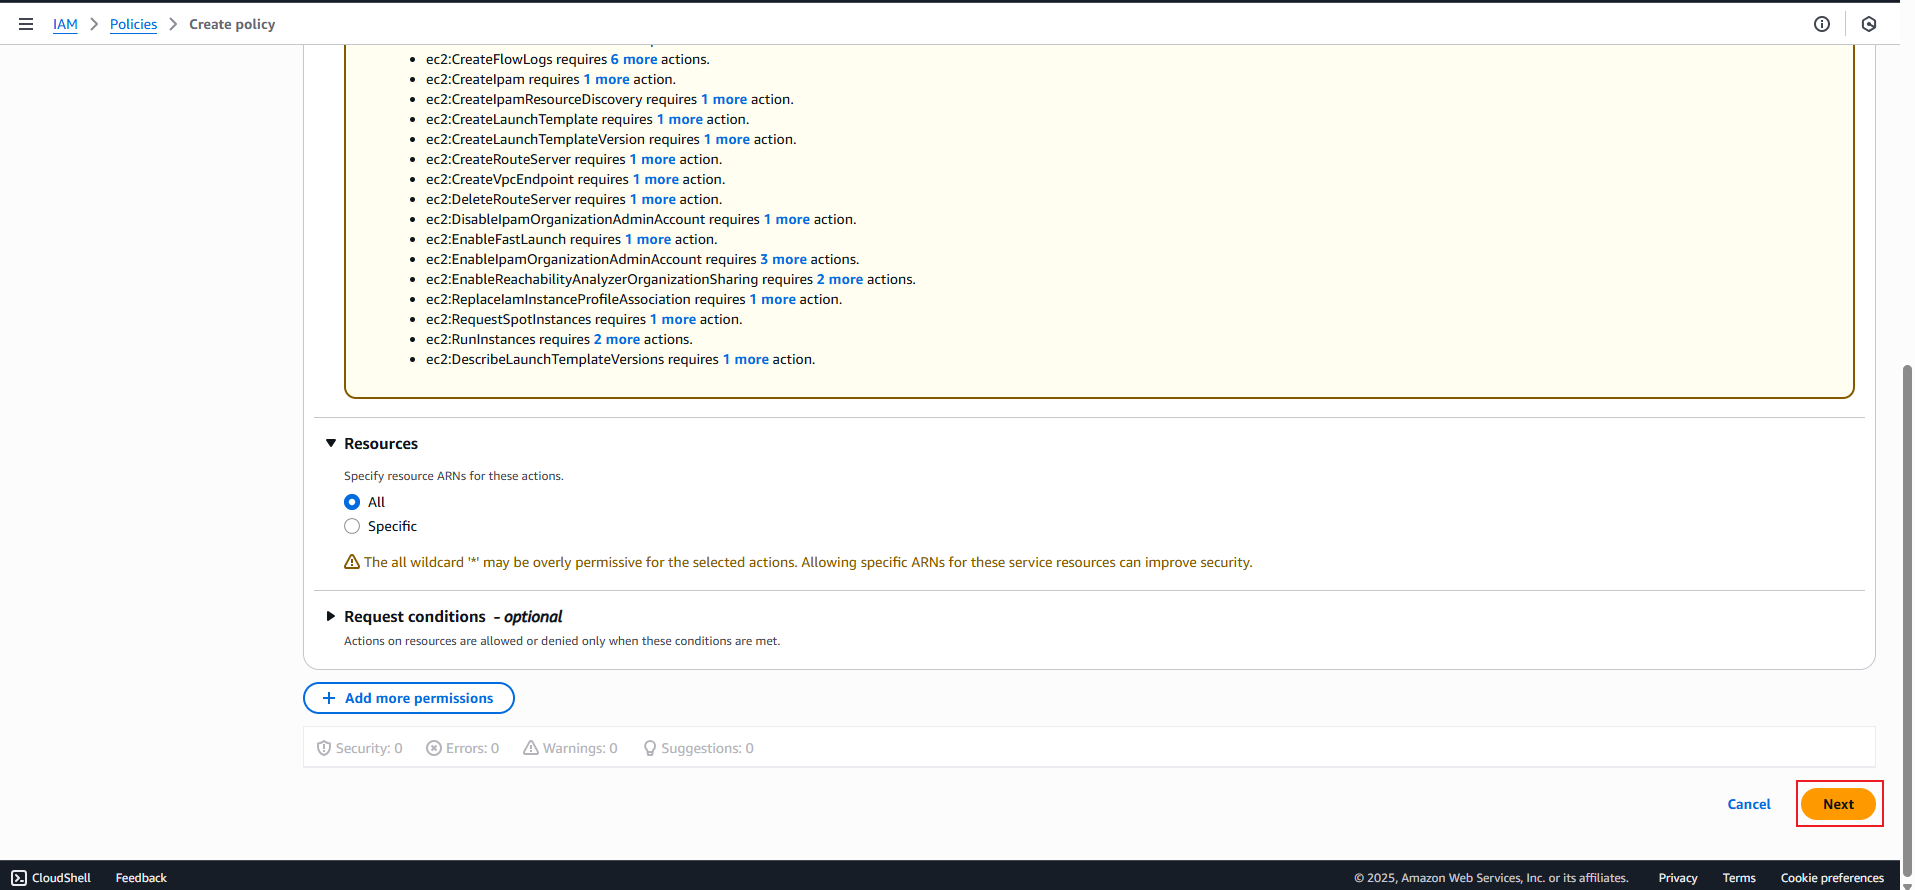 IAM > Policies > Create policy
ec2:CreateFlowLogs requires 6 more actions.
ec2:CreateIpam requires 1 more action.
ec2:CreateIpamResourceDiscovery requires 1 more action.
ec2:CreateLaunchTemplate requires 1 more action.
ec2:CreateLaunchTemplateVersion requires 1 more action.
ec2:CreateRouteServer requires 1 more action.
ec2:CreateVpcEndpoint requires 1 more action.
ec2:DeleteRouteServer requires 1 more action.
ec2:DisableIpamOrganizationAdminAccount requires 1 more action.
ec2:EnableFastLaunch requires 1 more action.
ec2:EnableIpamOrganizationAdminAccount requires 3 more actions.
ec2:EnableReachabilityAnalyzerOrganizationSharing requires 2 more actions.
ec2:ReplaceIamInstanceProfileAssociation requires 1 more action.
ec2:RequestSpotInstances requires 1 more action.
ec2:RunInstances requires 2 more actions.
ec2:DescribeLaunchTemplateVersions requires 1 more action.
Resources
Specify resource ARNs for these actions.
All
Specific
The all wildcard '*' may be overly permissive for the selected actions. Allowing specific ARNs for these service resources can improve security.
Request conditions - optional
Actions on resources are allowed or denied only when these conditions are met.
+ Add more permissions
Security: 0 Errors: 0 Warnings: 0 Suggestions: 0
Cancel Next
CloudShell Feedback © 2025, Amazon Web Services, Inc. or its affiliates. Privacy Terms Cookie preferences